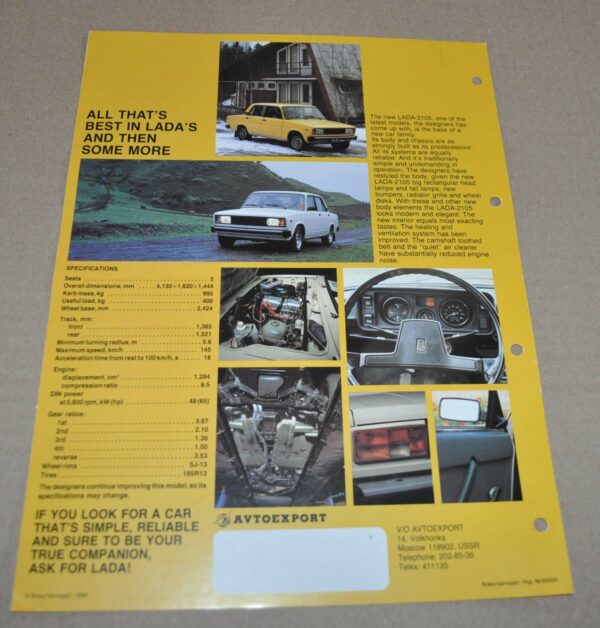 ALL THAT'S
BEST IN LADA'S
AND THEN
SOME MORE
The new LADA-2105, one of the
latest models, the designers has
come up with, is the base of a
new car family.
Its body and chassis are as
strongly built as its predecessors'.
All its systems are equally
reliable. And it's traditionally
simple and undemanding in
operation. The designers have
restyled the body, given the new
LADA-2105 big rectangular head
lamps and tail lamps, new
bumpers, radiator grille and wheel
disks. With these and other new
body elements the LADA-2105
looks modern and elegant. The
new interior equals most exacting
tastes. The heating and
ventilation system has been
improved. The camshaft toothed
belt and the "quiet" air cleaner
have substantially reduced engine
noise.
SPECIFICATIONS
Seats 5
Overall dimensions, mm 4,130×1,620×1,444
Kerb mass, kg 995
Useful load, kg 400
Wheel base, mm 2,424
Track, mm:
front 1,365
rear 1,321
Minimum turning radius, m 5.6
Maximum speed, km/h 145
Acceleration time from rest to 100 km/h, s 18
Engine:
displacement, cm³ 1,294
compression ratio 8.5
DIN power
at 5,600 rpm, kW (hp) 48 (65)
Gear ratios:
1st 3.67
2nd 2.10
3rd 1.36
4th 1.00
reverse 3.53
Wheel rims 5J-13
Tires 165R13
The designers continue improving this model, so its
specifications may change.
IF YOU LOOK FOR A CAR
THAT'S SIMPLE, RELIABLE
AND SURE TO BE YOUR
TRUE COMPANION,
ASK FOR LADA!
AVTOEXPORT
V/O AVTOEXPORT
14, Volkhonka
Moscow 119902, USSR
Telephone: 202-85-35
Telex: 411135